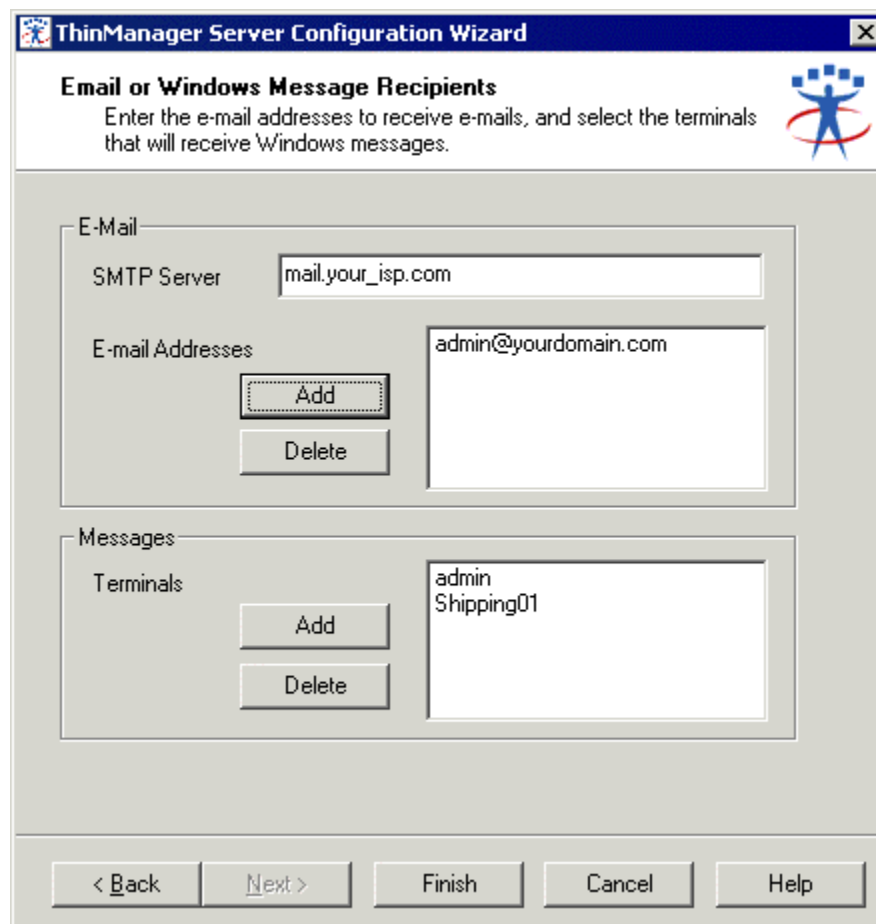 ThinManager Server Configuration Wizard
Email or Windows Message Recipients
Enter the e-mail addresses to receive e-mails, and select the terminals
that will receive Windows messages.
E-Mail
SMTP Server
mail.your_isp.com
E-mail Addresses
admin@yourdomain.com
Add
Delete
Messages
Terminals
admin
Shipping01
Add
Delete
< Back
Next >
Finish
Cancel
Help